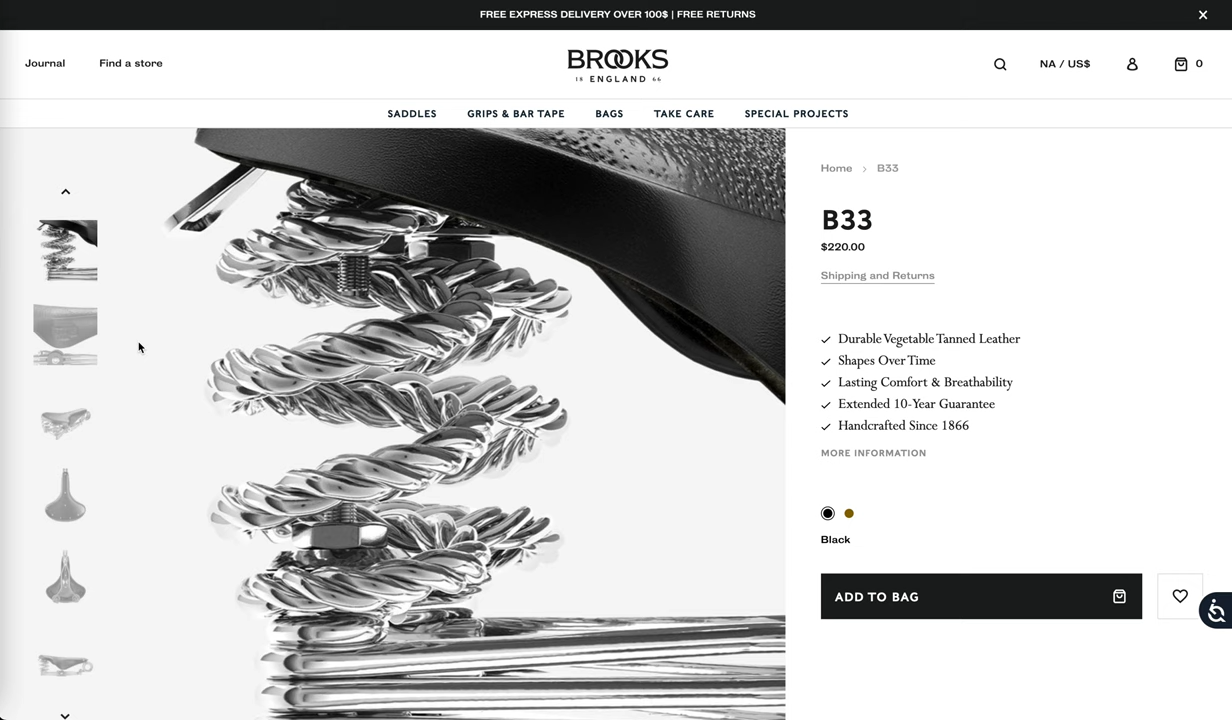 FREE EXPRESS DELIVERY OVER 100$ | FREE RETURNS
Journal
Find a store
BROOKS
18 ENGLAND 66
NA / US$
0
SADDLES
GRIPS & BAR TAPE
BAGS
TAKE CARE
SPECIAL PROJECTS
Home > B33
B33
$220.00
Shipping and Returns
Durable Vegetable Tanned Leather
Shapes Over Time
Lasting Comfort & Breathability
Extended 10-Year Guarantee
Handcrafted Since 1866
MORE INFORMATION
Black
ADD TO BAG